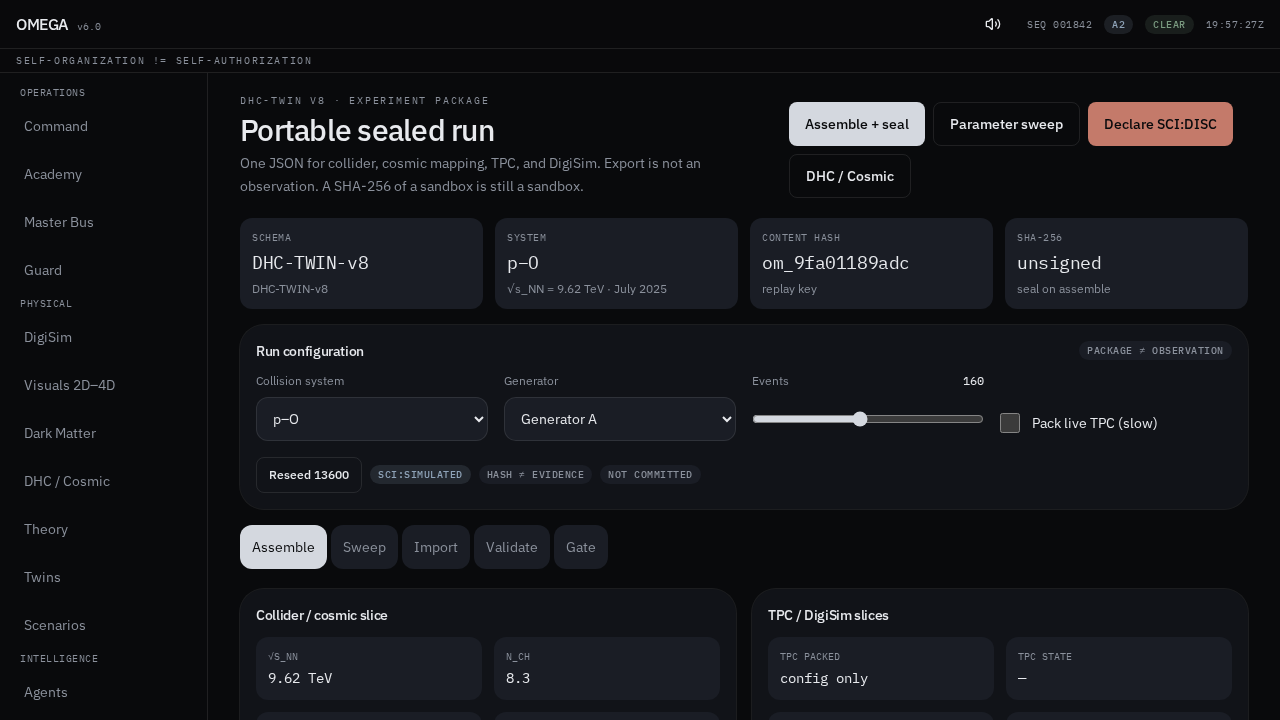 OMEGA v6.0
SEQ 001842 A2 CLEAR 19:57:27Z
SELF-ORGANIZATION != SELF-AUTHORIZATION
OPERATIONS
Command
Academy
Master Bus
Guard
PHYSICAL
DigiSim
Visuals 2D–4D
Dark Matter
DHC / Cosmic
Theory
Twins
Scenarios
INTELLIGENCE
Agents
DHC-TWIN V8 · EXPERIMENT PACKAGE
Portable sealed run
One JSON for collider, cosmic mapping, TPC, and DigiSim. Export is not an
observation. A SHA-256 of a sandbox is still a sandbox.
Assemble + seal
Parameter sweep
Declare SCI:DISC
DHC / Cosmic
SCHEMA
DHC-TWIN-v8
DHC-TWIN-v8
SYSTEM
p–O
√s_NN = 9.62 TeV · July 2025
CONTENT HASH
om_9fa01189adc
replay key
SHA-256
unsigned
seal on assemble
Run configuration
PACKAGE ≠ OBSERVATION
Collision system
p–O
Generator
Generator A
Events 160
Pack live TPC (slow)
Reseed 13600
SCI:SIMULATED
HASH ≠ EVIDENCE
NOT COMMITTED
Assemble
Sweep
Import
Validate
Gate
Collider / cosmic slice
√S_NN
9.62 TeV
N_CH
8.3
TPC / DigiSim slices
TPC PACKED
config only
TPC STATE
—